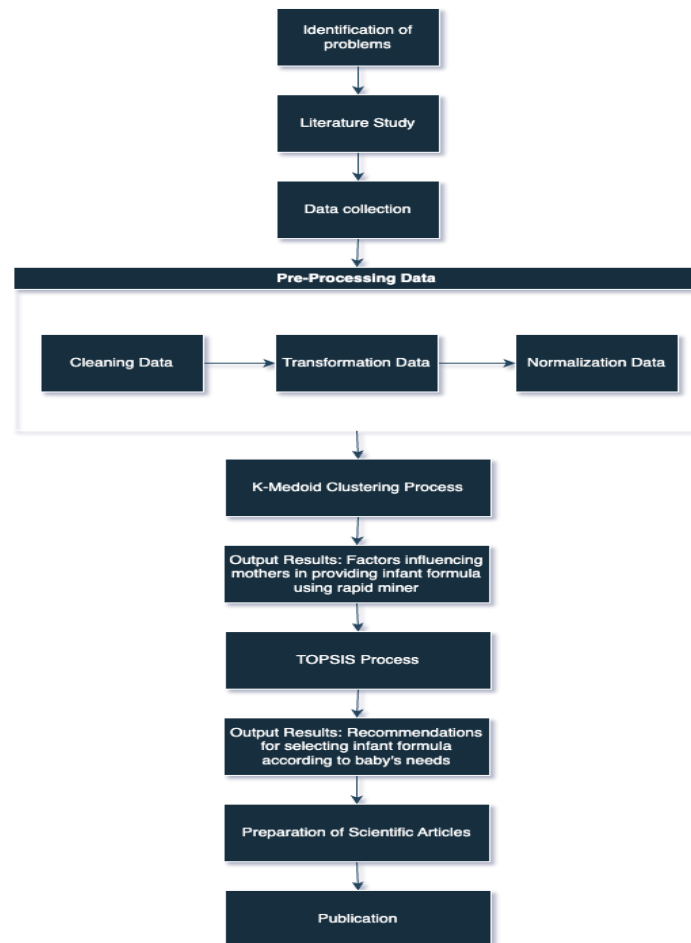 Identification of
problems
Literature Study
Data collection
Pre-Processing Data
Cleaning Data
Transformation Data
Normalization Data
K-Medoid Clustering Process
Output Results: Factors influencing
mothers in providing infant formula
using rapid miner
TOPSIS Process
Output Results: Recommendations
for selecting infant formula
according to baby's needs
Preparation of Scientific Articles
Publication